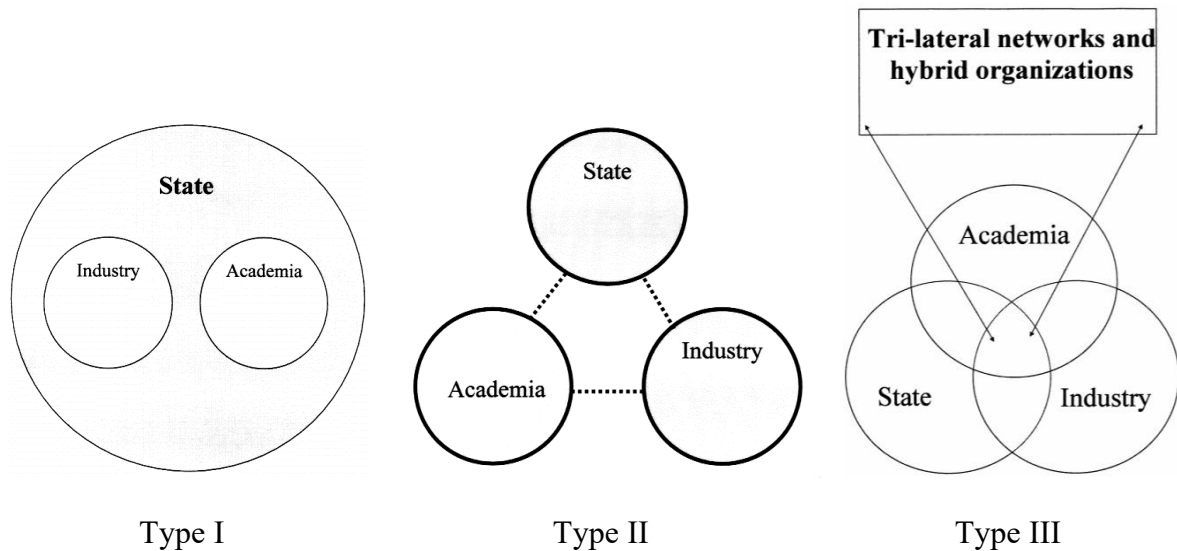 State
Industry
Academia
Type I
State
Academia
Industry
Type II
Tri-lateral networks and
hybrid organizations
Academia
State
Industry
Type III